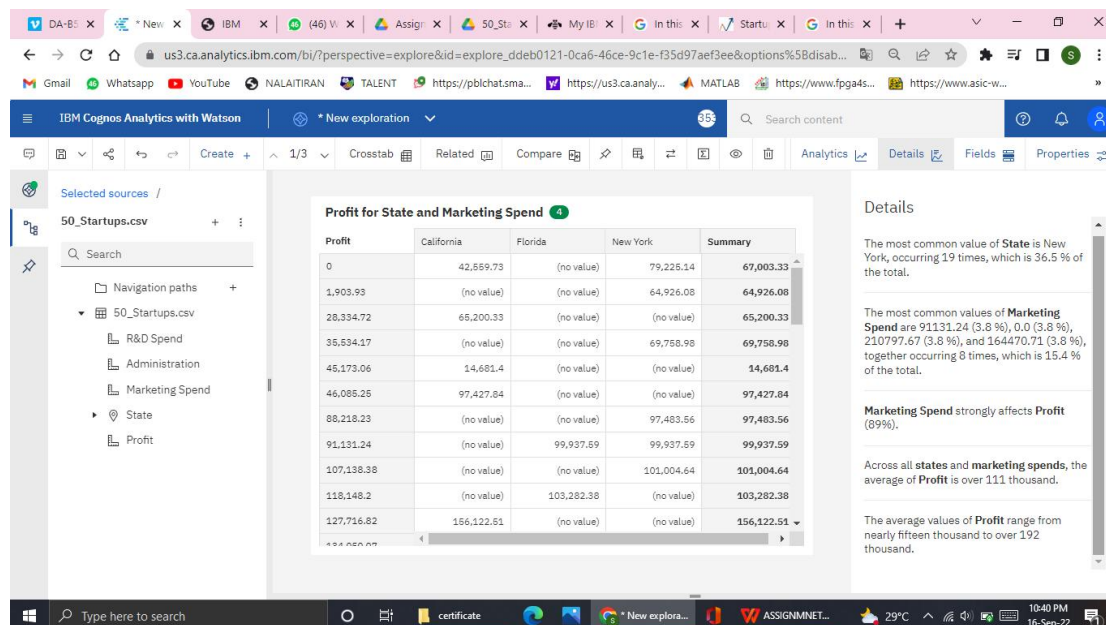 DA-B5 * New IBM (46) W Assign 50_Sta My IB In this Startu In this
us3.ca.analytics.ibm.com/bi/?perspective=explore&id=explore_ddeb0121-0ca6-46ce-9c1e-f35d97aef3ee&options%5Bdisab...
Gmail Whatsapp YouTube NALAITIRAN TALENT https://pblchat.sma... https://us3.ca.analy... MATLAB https://www.fpga4s... https://www.asic-w... »
IBM Cognos Analytics with Watson * New exploration 353 Search content
Create + 1/3 Crosstab Related Compare Analytics Details Fields Properties
Selected sources /
50_Startups.csv
Search
Navigation paths
50_Startups.csv
R&D Spend
Administration
Marketing Spend
State
Profit
Profit for State and Marketing Spend 4
Profit California Florida New York Summary
0 42,559.73 (no value) 79,225.14 67,003.33
1,903.93 (no value) (no value) 64,926.08 64,926.08
28,334.72 65,200.33 (no value) (no value) 65,200.33
35,534.17 (no value) (no value) 69,758.98 69,758.98
45,173.06 14,681.4 (no value) (no value) 14,681.4
46,085.25 97,427.84 (no value) (no value) 97,427.84
88,218.23 (no value) (no value) 97,483.56 97,483.56
91,131.24 (no value) 99,937.59 99,937.59 99,937.59
107,138.38 (no value) (no value) 101,004.64 101,004.64
118,148.2 (no value) 103,282.38 (no value) 103,282.38
127,716.82 156,122.51 (no value) (no value) 156,122.51
Details
The most common value of State is New
York, occurring 19 times, which is 36.5 % of
the total.
The most common values of Marketing
Spend are 91131.24 (3.8 %), 0.0 (3.8 %),
210797.67 (3.8 %), and 164470.71 (3.8 %),
together occurring 8 times, which is 15.4 %
of the total.
Marketing Spend strongly affects Profit
(89%).
Across all states and marketing spends, the
average of Profit is over 111 thousand.
The average values of Profit range from
nearly fifteen thousand to over 192
thousand.
Type here to search certificate * New explora... ASSIGNMNET... 29°C 10:40 PM
16-Sep-22